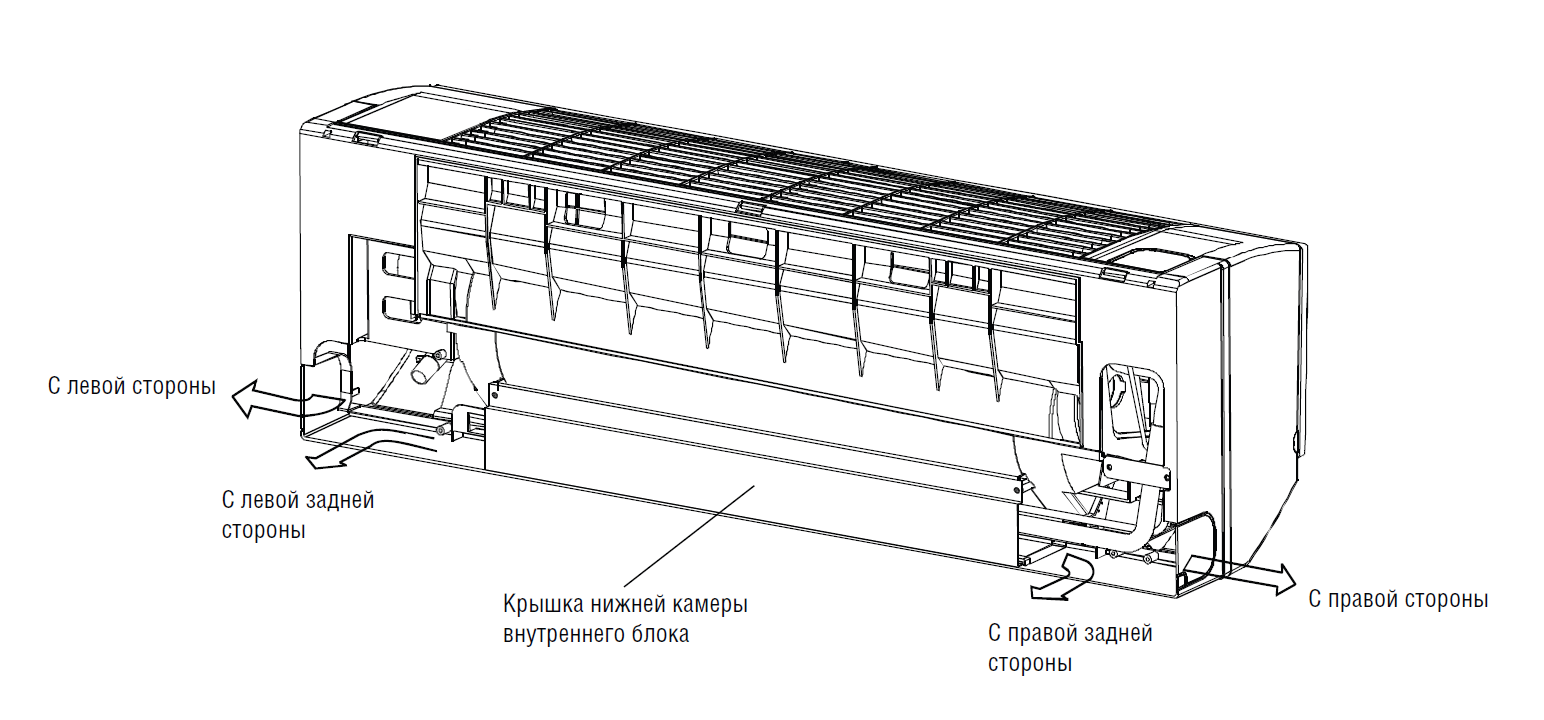 С левой стороны
С левой задней
стороны
Крышка нижней камеры
внутреннего блока
С правой стороны
С правой задней
стороны